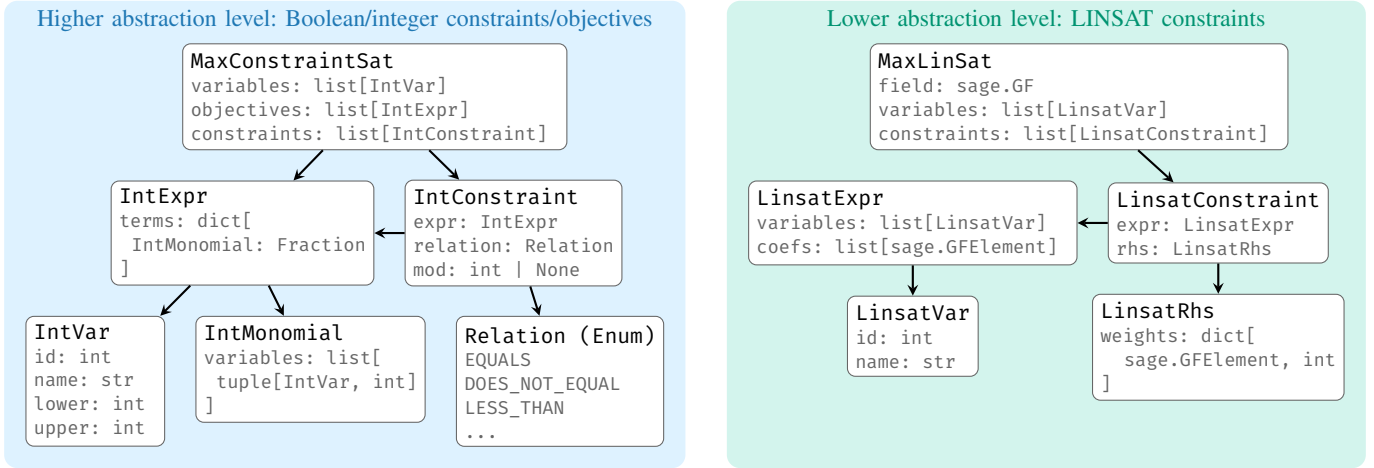 Higher abstraction level: Boolean/integer constraints/objectives
MaxConstraintSat
variables: list[IntVar]
objectives: list[IntExpr]
constraints: list[IntConstraint]
IntExpr
terms: dict[
IntMonomial: Fraction
]
IntConstraint
expr: IntExpr
relation: Relation
mod: int | None
IntVar
id: int
name: str
lower: int
upper: int
IntMonomial
variables: list[
tuple[IntVar, int]
]
Relation (Enum)
EQUALS
DOES_NOT_EQUAL
LESS_THAN
...
Lower abstraction level: LINSAT constraints
MaxLinSat
field: sage.GF
variables: list[LinsatVar]
constraints: list[LinsatConstraint]
LinsatExpr
variables: list[LinsatVar]
coefs: list[sage.GFElement]
LinsatConstraint
expr: LinsatExpr
rhs: LinsatRhs
LinsatVar
id: int
name: str
LinsatRhs
weights: dict[
sage.GFElement, int
]